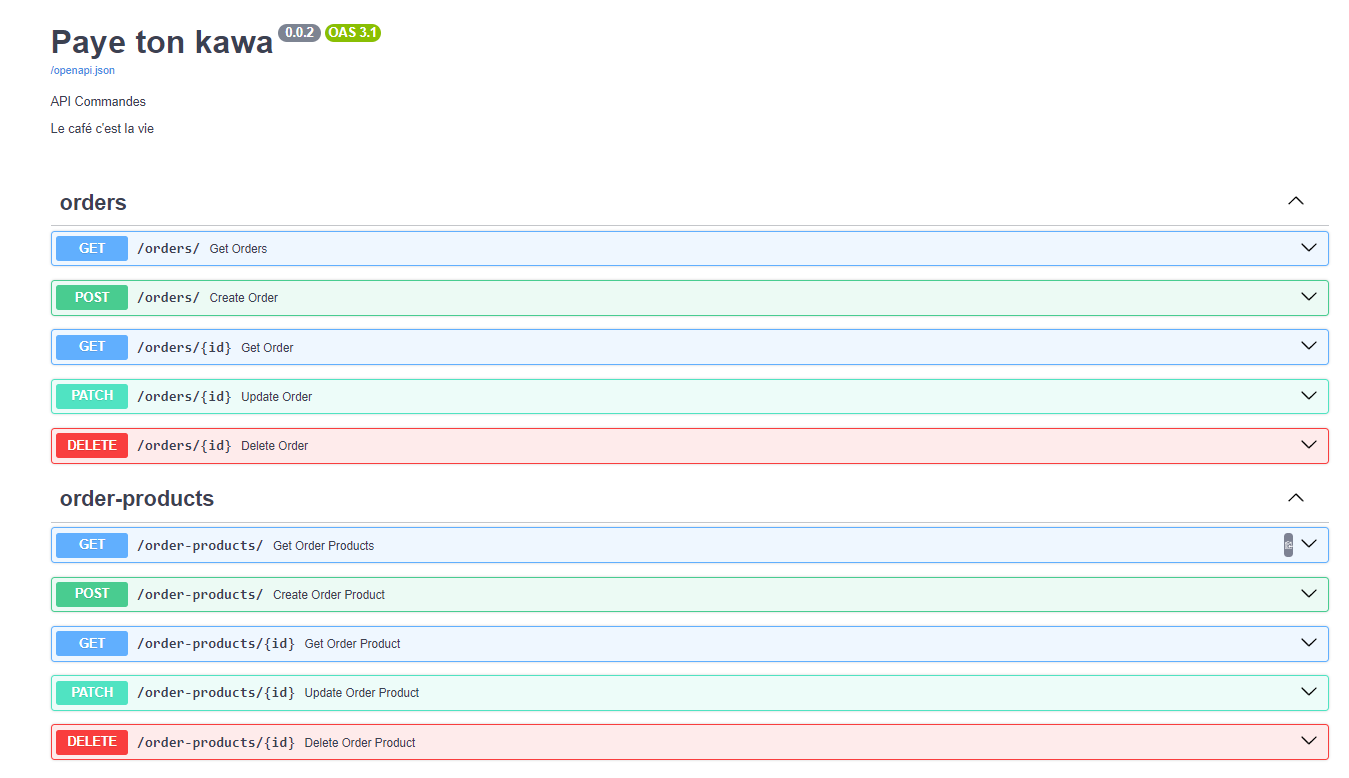 Paye ton kawa 0.0.2 OAS 3.1
/openapi.json
API Commandes
Le café c'est la vie
orders
GET /orders/ Get Orders
POST /orders/ Create Order
GET /orders/{id} Get Order
PATCH /orders/{id} Update Order
DELETE /orders/{id} Delete Order
order-products
GET /order-products/ Get Order Products
POST /order-products/ Create Order Product
GET /order-products/{id} Get Order Product
PATCH /order-products/{id} Update Order Product
DELETE /order-products/{id} Delete Order Product